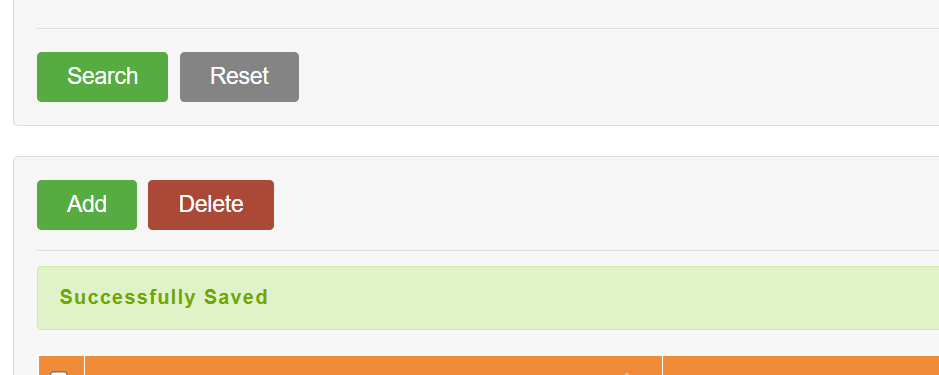 Search Reset
Add Delete
Successfully Saved